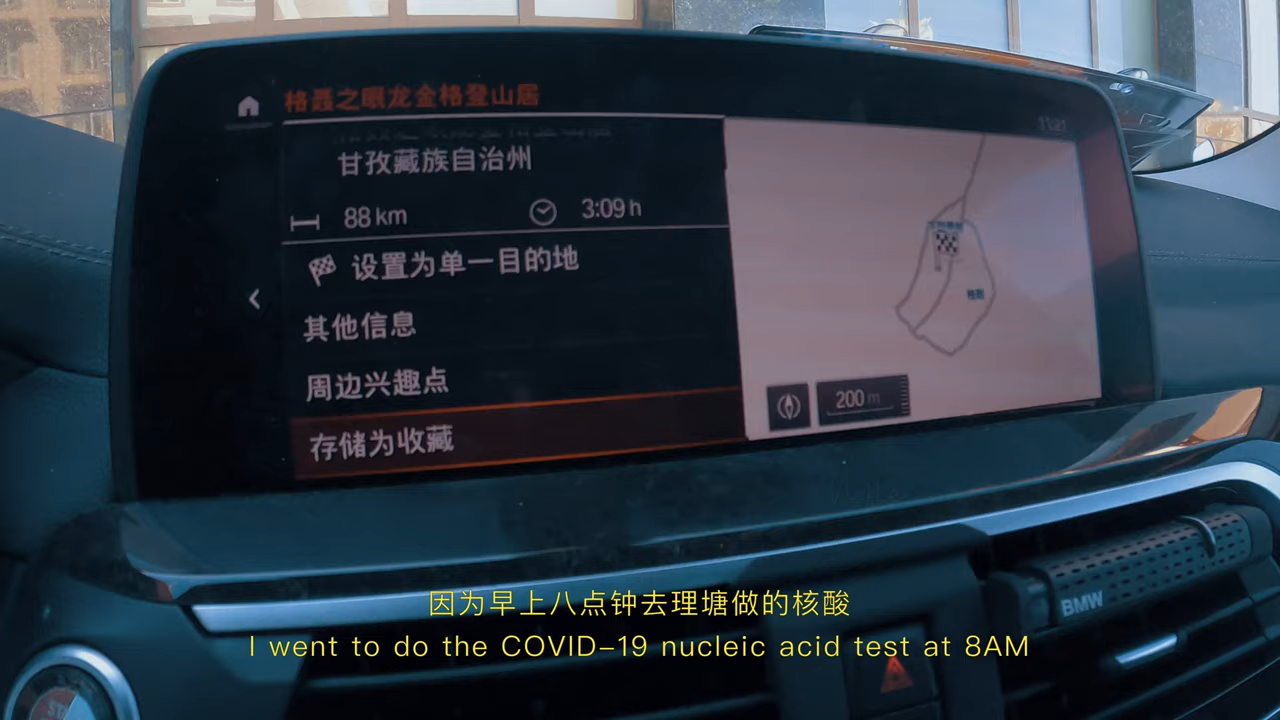 格聂之眼龙金格登山居
11:21
甘孜藏族自治州
88 km
3:09 h
设置为单一目的地
其他信息
周边兴趣点
存储为收藏
200 m
BMW
因为早上八点钟去理塘做的核酸
I went to do the COVID-19 nucleic acid test at 8AM